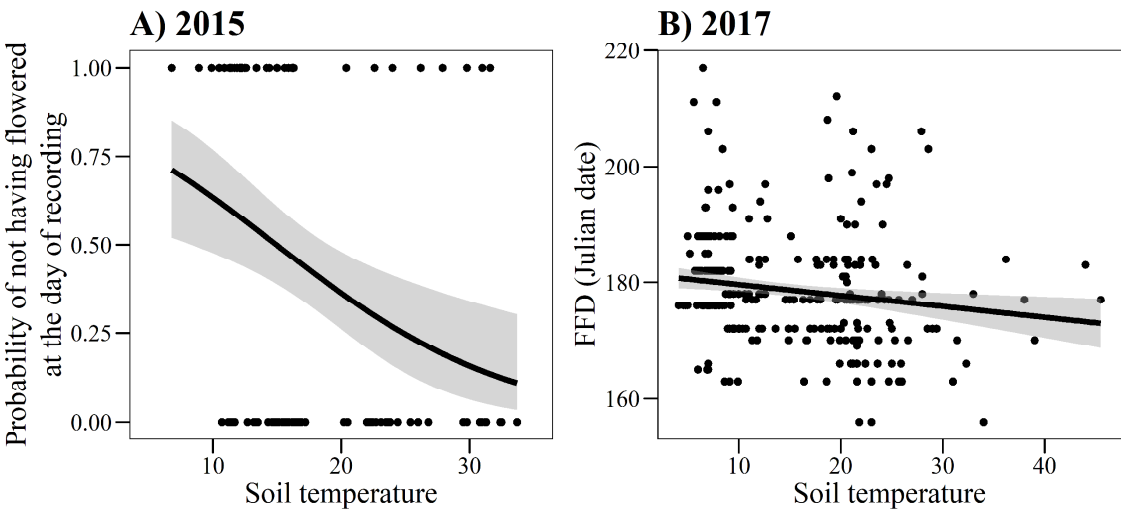 A) 2015
Probability of not having flowered
at the day of recording
1.00
0.75
0.50
0.25
0.00
10 20 30
Soil temperature
B) 2017
FFD (Julian date)
220
200
180
160
10 20 30 40
Soil temperature